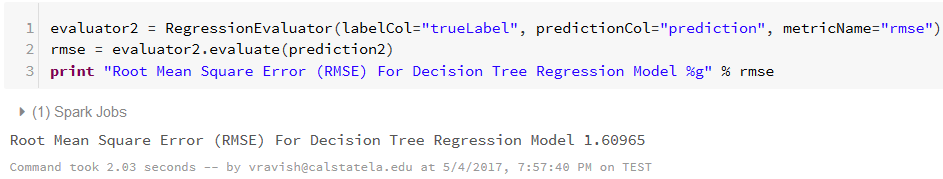 1 evaluator2 = RegressionEvaluator(labelCol="trueLabel", predictionCol="prediction", metricName="rmse")
2 rmse = evaluator2.evaluate(prediction2)
3 print "Root Mean Square Error (RMSE) For Decision Tree Regression Model %g" % rmse
(1) Spark Jobs
Root Mean Square Error (RMSE) For Decision Tree Regression Model 1.60965
Command took 2.03 seconds -- by vravish@calstatela.edu at 5/4/2017, 7:57:40 PM on TEST